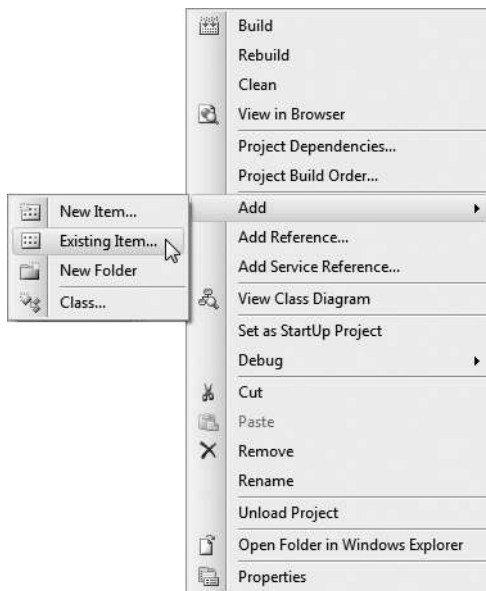 Build
Rebuild
Clean
View in Browser
Project Dependencies...
Project Build Order...
Add
New Item...
Existing Item...
New Folder
Class...
Add Reference...
Add Service Reference...
View Class Diagram
Set as StartUp Project
Debug
Cut
Paste
Remove
Rename
Unload Project
Open Folder in Windows Explorer
Properties